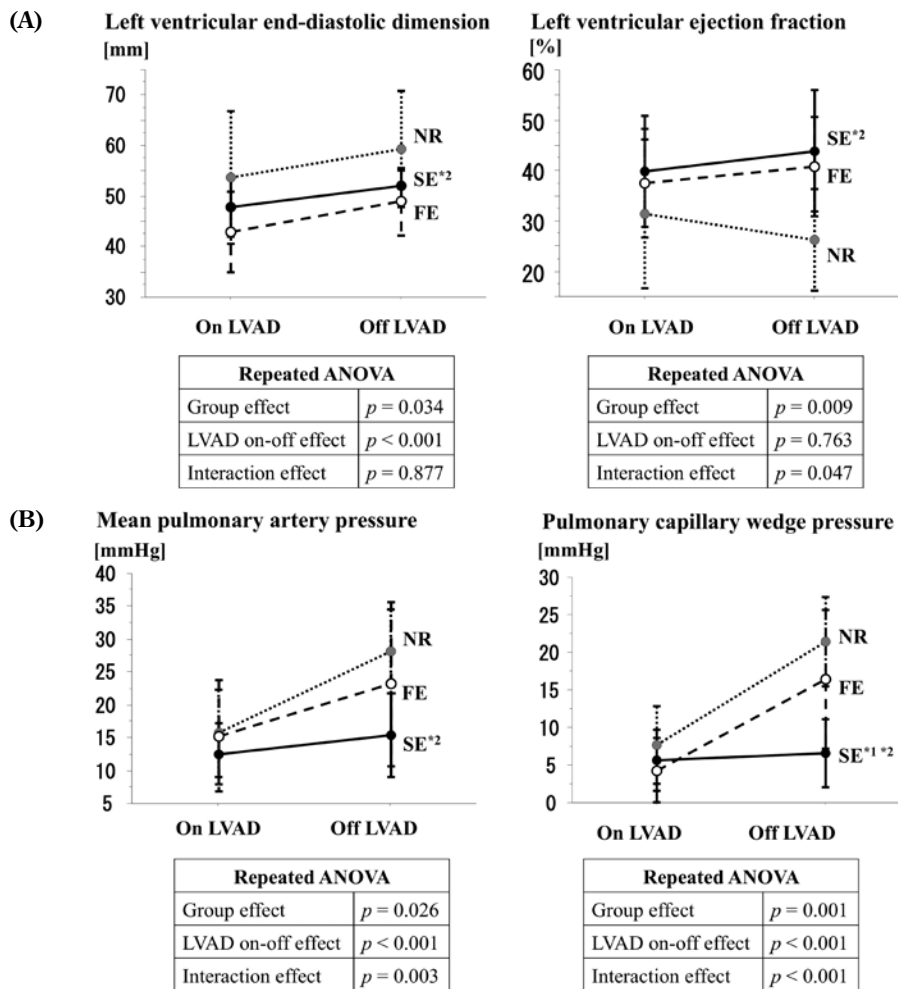 (A)
Left ventricular end-diastolic dimension
[mm]
70
60
50
40
30
NR
SE*2
FE
On LVAD Off LVAD
Repeated ANOVA
Group effect p = 0.034
LVAD on-off effect p < 0.001
Interaction effect p = 0.877
Left ventricular ejection fraction
[%]
60
50
40
30
20
SE*2
FE
NR
On LVAD Off LVAD
Repeated ANOVA
Group effect p = 0.009
LVAD on-off effect p = 0.763
Interaction effect p = 0.047
(B)
Mean pulmonary artery pressure
[mmHg]
40
35
30
25
20
15
10
5
NR
FE
SE*2
On LVAD Off LVAD
Repeated ANOVA
Group effect p = 0.026
LVAD on-off effect p < 0.001
Interaction effect p = 0.003
Pulmonary capillary wedge pressure
[mmHg]
30
25
20
15
10
5
0
NR
FE
SE*1 *2
On LVAD Off LVAD
Repeated ANOVA
Group effect p = 0.001
LVAD on-off effect p < 0.001
Interaction effect p < 0.001